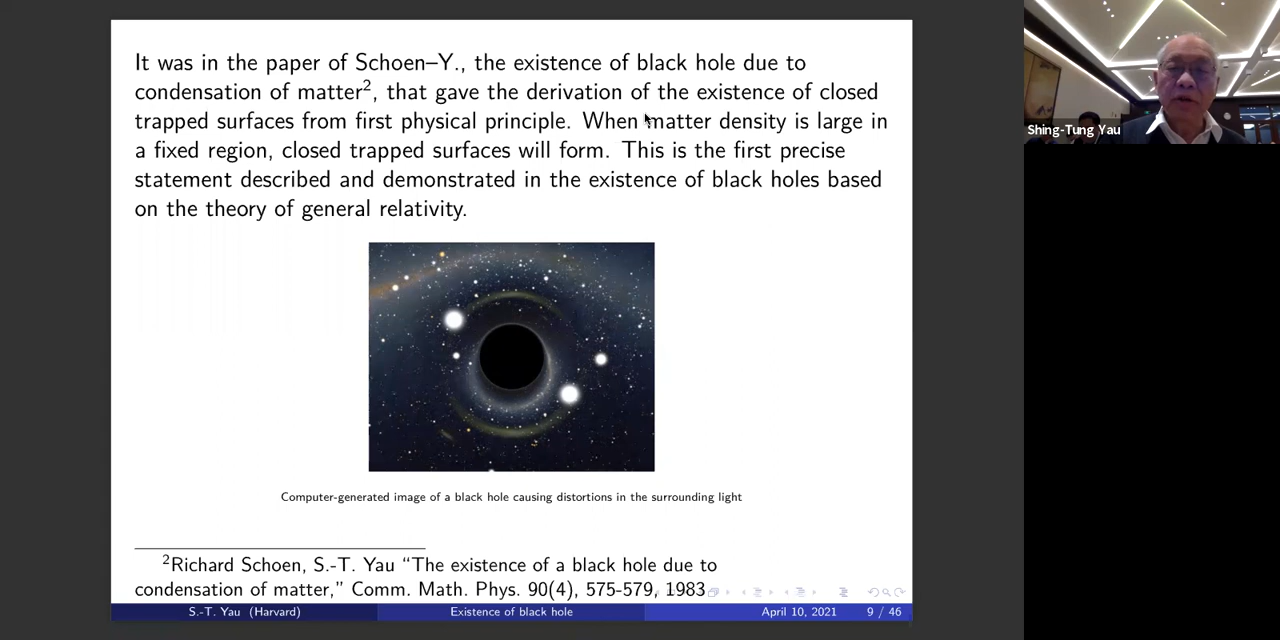 It was in the paper of Schoen–Y., the existence of black hole due to
condensation of matter², that gave the derivation of the existence of closed
trapped surfaces from first physical principle. When matter density is large in
a fixed region, closed trapped surfaces will form. This is the first precise
statement described and demonstrated in the existence of black holes based
on the theory of general relativity.
Computer-generated image of a black hole causing distortions in the surrounding light
²Richard Schoen, S.-T. Yau “The existence of a black hole due to
condensation of matter,” Comm. Math. Phys. 90(4), 575-579, 1983
S.-T. Yau (Harvard) Existence of black hole April 10, 2021 9 / 46
Shing-Tung Yau